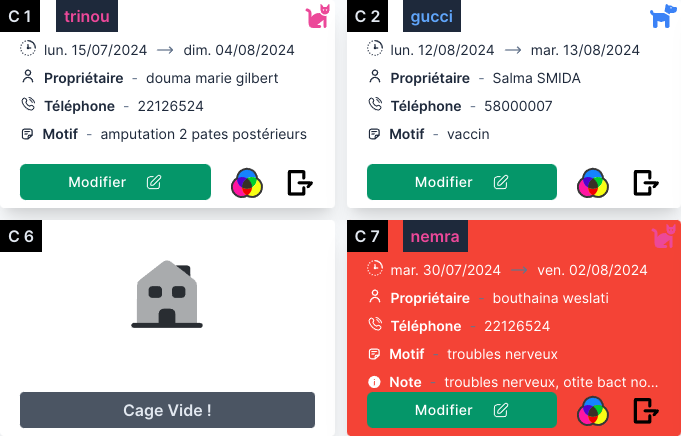 C 1 trinou
lun. 15/07/2024 → dim. 04/08/2024
Propriétaire - douma marie gilbert
Téléphone - 22126524
Motif - amputation 2 pates postérieurs
Modifier
C 2 gucci
lun. 12/08/2024 → mar. 13/08/2024
Propriétaire - Salma SMIDA
Téléphone - 58000007
Motif - vaccin
Modifier
C 6
Cage Vide !
C 7 nemra
mar. 30/07/2024 → ven. 02/08/2024
Propriétaire - bouthaina weslati
Téléphone - 22126524
Motif - troubles nerveux
Note - troubles nerveux, otite bact no...
Modifier